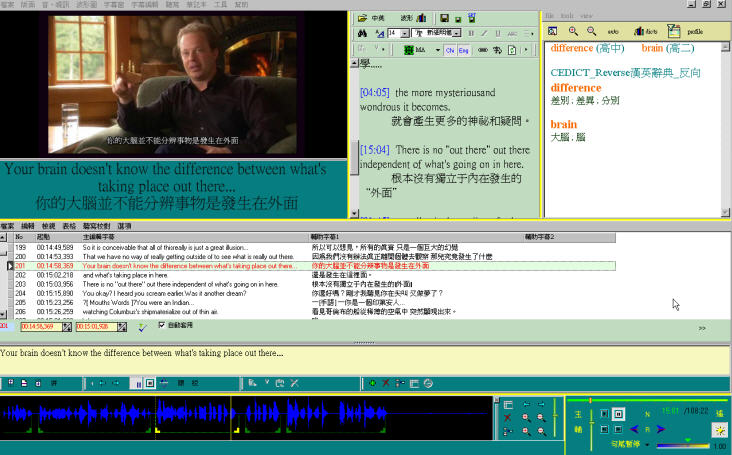 檔案 版面 音、視訊 波形圖 字幕窗 字幕編輯 聽寫 筆記本 工具 幫助
你的大腦並不能分辨事物是發生在外面
Your brain doesn't know the difference between what's
taking place out there...
你的大腦並不能分辨事物是發生在外面
中英 波形
14 新細明體
B I U ABC
MA CN Eng
學.....
[04:05] the more mysteriousand
wondrous it becomes.
就會產生更多的神祕和疑問。
[15:04] There is no "out there" out there
independent of what's going on in here.
根本沒有獨立于內在發生的
“外面”
file tools view
auto dicts profile
difference (高中) brain (高二)
CEDICT_Reverse漢英辭典_反向
difference
差別 ; 差異 ; 分別
brain
大腦 ; 腦
檔案 編輯 檢視 表格 聽寫校對 選項
No 起點 主編輯字幕 輔助字幕1 輔助字幕2
199 00:14:49,589 So it is conceivable that all of thisreally is just a great illusion... 所以可以想見，所有的真實 只是一個巨大的幻覺
200 00:14:53,393 That we have no way of really getting outside of to see what is really out there. 因為我們沒有辦法真正離開個體去觀察 那兒究竟發生了什麼
201 00:14:58,369 Your brain doesn't know the difference between what's taking place out there... 你的大腦並不能分辨事物是發生在外面
202 00:15:02,218 and what's taking place in here. 還是發生在這裡面。
203 00:15:03,956 There is no "out there" out there independent of what's going on in here. 根本沒有獨立于內在發生的外面
204 00:15:15,890 You okay? I heard you scream earlier.Was it another dream? 你還好嗎？剛才我聽見你在尖叫 又做夢了？
205 00:15:23,256 ?[ Mouths Words ]?You were an Indian... 一[手語]一你是一個印第安人...
206 00:15:26,259 watching Columbus's shipmaterialize out of thin air. 看見哥倫布的船從稀薄的空氣中 突然顯現出來。
201 00:14:58,369 00:15:01,928 自動套用 >>
Your brain doesn't know the difference between what's taking place out there...
主 N 15:01 /108:22 遙
輔 R
句尾暫停 1.00